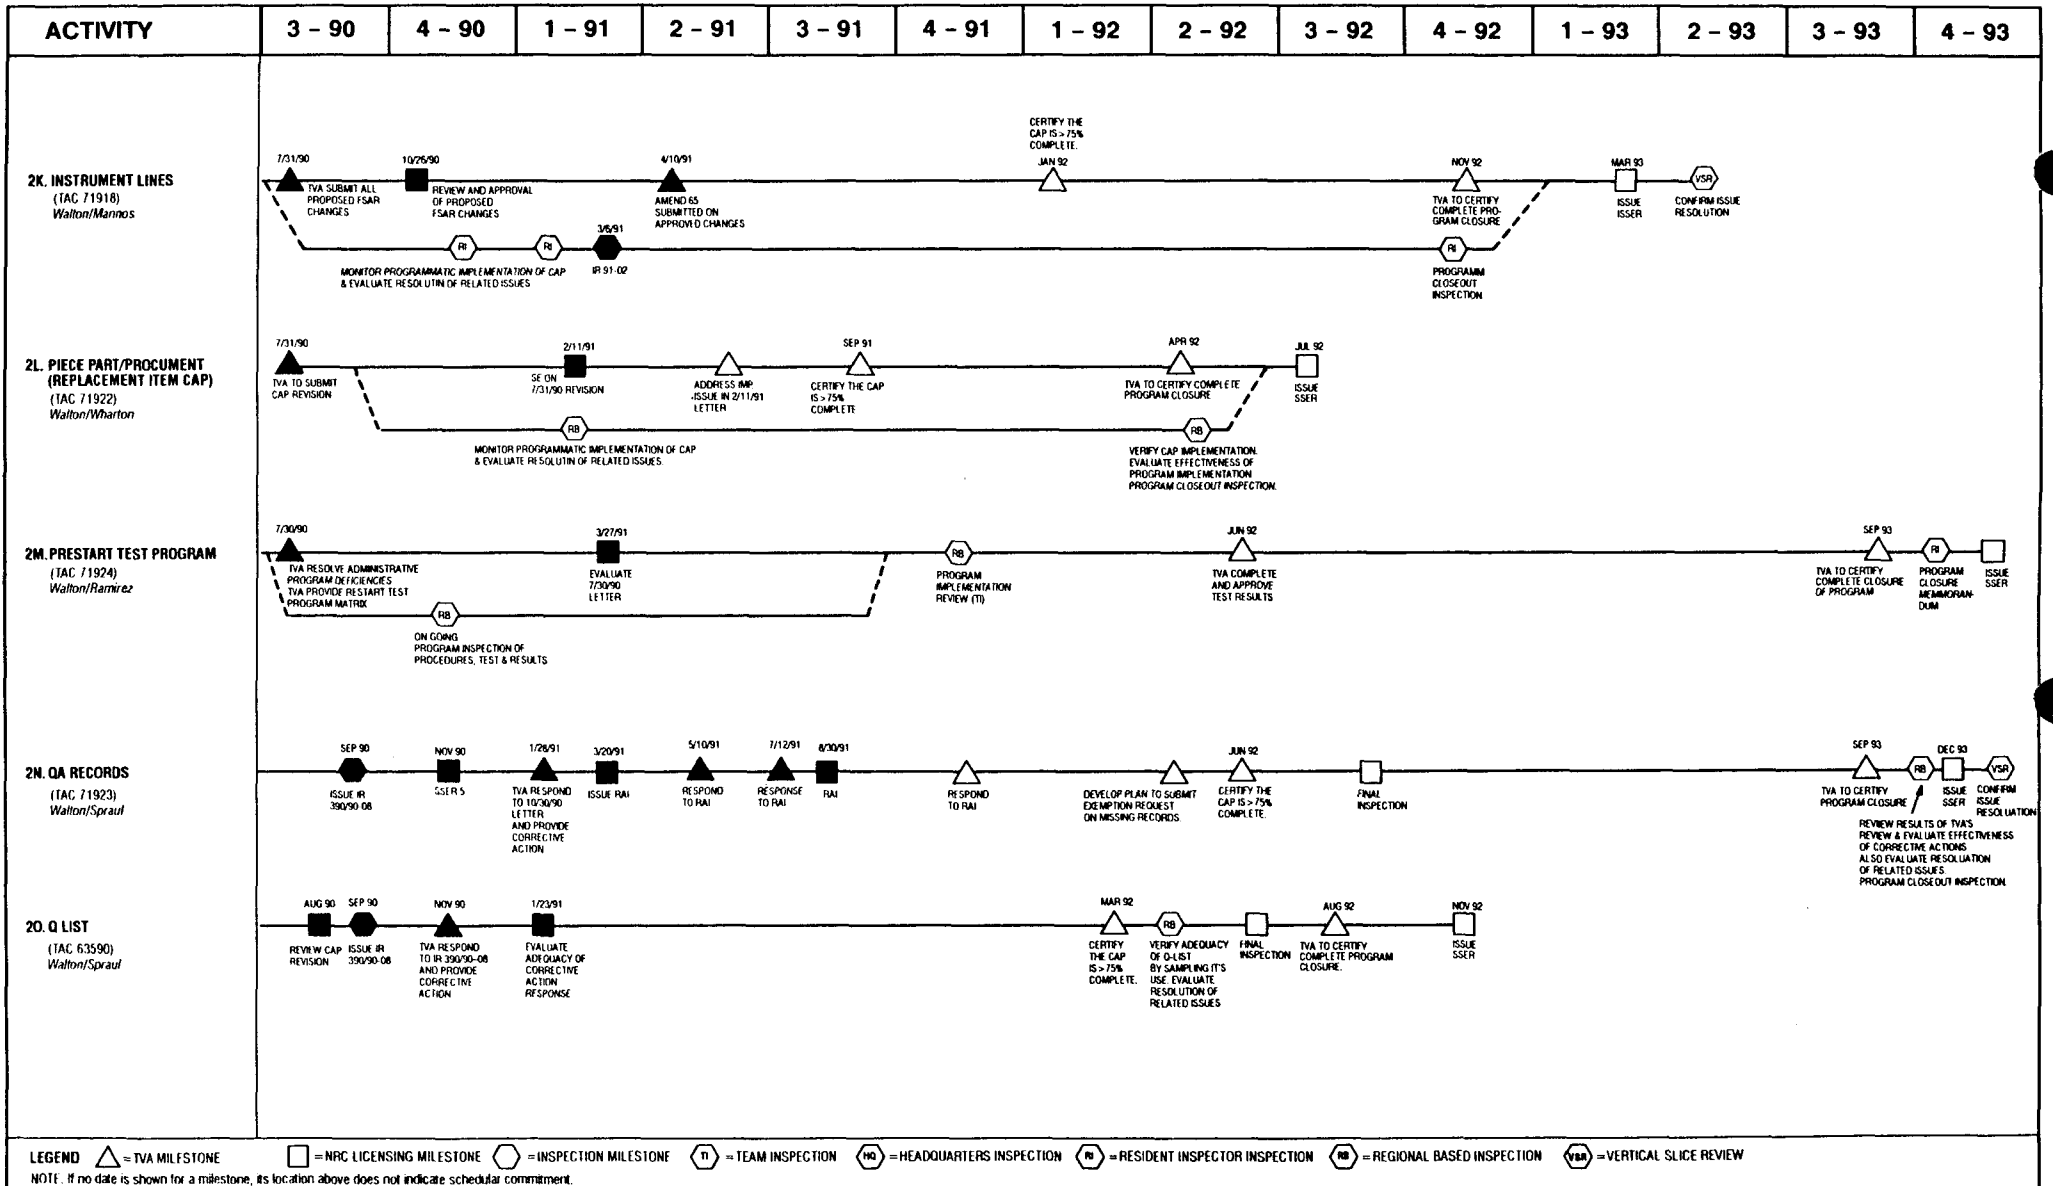 ACTIVITY 3 - 90 4 - 90 1 - 91 2 - 91 3 - 91 4 - 91 1 - 92 2 - 92 3 - 92 4 - 92 1 - 93 2 - 93 3 - 93 4 - 93
2K. INSTRUMENT LINES
(TAC 71918)
Walton/Mannos
7/31/90
TVA SUBMIT ALL
PROPOSED FSAR
CHANGES
10/26/90
REVIEW AND APPROVAL
OF PROPOSED
FSAR CHANGES
4/10/91
AMEND 65
SUBMITTED ON
APPROVED CHANGES
CERTIFY THE
CAP IS > 75%
COMPLETE.
JAN 92
NOV 92
TVA TO CERTIFY
COMPLETE PRO-
GRAM CLOSURE
MAR 93
ISSUE
ISSER
VSR
CONFIRM ISSUE
RESOLUTION
RI
RI
MONITOR PROGRAMMATIC IMPLEMENTATION OF CAP
& EVALUATE RESOLUTIN OF RELATED ISSUES
3/6/91
IR 91-02
RI
PROGRAMM
CLOSEOUT
INSPECTION
2L. PIECE PART/PROCUMENT
(REPLACEMENT ITEM CAP)
(TAC 71922)
Walton/Wharton
7/31/90
TVA TO SUBMIT
CAP REVISION
2/11/91
SE ON
7/31/90 REVISION
ADDRESS IMP.
ISSUE IN 2/11/91
LETTER
SEP 91
CERTIFY THE CAP
IS > 75%
COMPLETE
APR 92
TVA TO CERTIFY COMPLETE
PROGRAM CLOSURE
JUL 92
ISSUE
SSER
RB
MONITOR PROGRAMMATIC IMPLEMENTATION OF CAP
& EVALUATE RESOLUTIN OF RELATED ISSUES.
RB
VERIFY CAP IMPLEMENTATION.
EVALUATE EFFECTIVENESS OF
PROGRAM IMPLEMENTATION
PROGRAM CLOSEOUT INSPECTION.
2M. PRESTART TEST PROGRAM
(TAC 71924)
Walton/Ramirez
7/30/90
TVA RESOLVE ADMINISTRATIVE
PROGRAM DEFICIENCIES
TVA PROVIDE RESTART TEST
PROGRAM MATRIX
3/27/91
EVALUATE
7/30/90
LETTER
RB
PROGRAM
IMPLEMENTATION
REVIEW (TI)
JUN 92
TVA COMPLETE
AND APPROVE
TEST RESULTS
SEP 93
TVA TO CERTIFY
COMPLETE CLOSURE
OF PROGRAM
RI
PROGRAM
CLOSURE
MEMMORAN-
DUM
ISSUE
SSER
RB
ON GOING
PROGRAM INSPECTION OF
PROCEDURES, TEST & RESULTS
2N. QA RECORDS
(TAC 71923)
Walton/Spraul
SEP 90
ISSUE IR
390/90-08
NOV 90
SSER 5
1/28/91
TVA RESPOND
TO 10/30/90
LETTER
AND PROVIDE
CORRECTIVE
ACTION
3/20/91
ISSUE RAI
5/10/91
RESPOND
TO RAI
7/12/91
RESPONSE
TO RAI
8/30/91
RAI
RESPOND
TO RAI
DEVELOP PLAN TO SUBMIT
EXEMPTION REQUEST
ON MISSING RECORDS.
JUN 92
CERTIFY THE
CAP IS > 75%
COMPLETE.
FINAL
INSPECTION
SEP 93
TVA TO CERTIFY
PROGRAM CLOSURE
RB
REVIEW RESULTS OF TVA'S
REVIEW & EVALUATE EFFECTIVENESS
OF CORRECTIVE ACTIONS
ALSO EVALUATE RESOLUATION
OF RELATED ISSUES.
PROGRAM CLOSEOUT INSPECTION
DEC 93
ISSUE
SSER
VSR
CONFIRM
ISSUE
RESOLUATION
2O. Q LIST
(TAC 63590)
Walton/Spraul
AUG 90
REVIEW CAP
REVISION
SEP 90
ISSUE IR
390/90-08
NOV 90
TVA RESPOND
TO IR 390/90-08
AND PROVIDE
CORRECTIVE
ACTION
1/23/91
EVALUATE
ADEQUACY OF
CORRECTIVE
ACTION
RESPONSE
MAR 92
CERTIFY
THE CAP
IS > 75%
COMPLETE.
RB
VERIFY ADEQUACY
OF Q-LIST
BY SAMPLING IT'S
USE. EVALUATE
RESOLUTION OF
RELATED ISSUES
FINAL
INSPECTION
AUG 92
TVA TO CERTIFY
COMPLETE PROGRAM
CLOSURE.
NOV 92
ISSUE
SSER
LEGEND = TVA MILESTONE = NRC LICENSING MILESTONE = INSPECTION MILESTONE TI = TEAM INSPECTION HQ = HEADQUARTERS INSPECTION RI = RESIDENT INSPECTOR INSPECTION RB = REGIONAL BASED INSPECTION VSR = VERTICAL SLICE REVIEW
NOTE. If no date is shown for a milestone, its location above does not indicate schedular commitment.